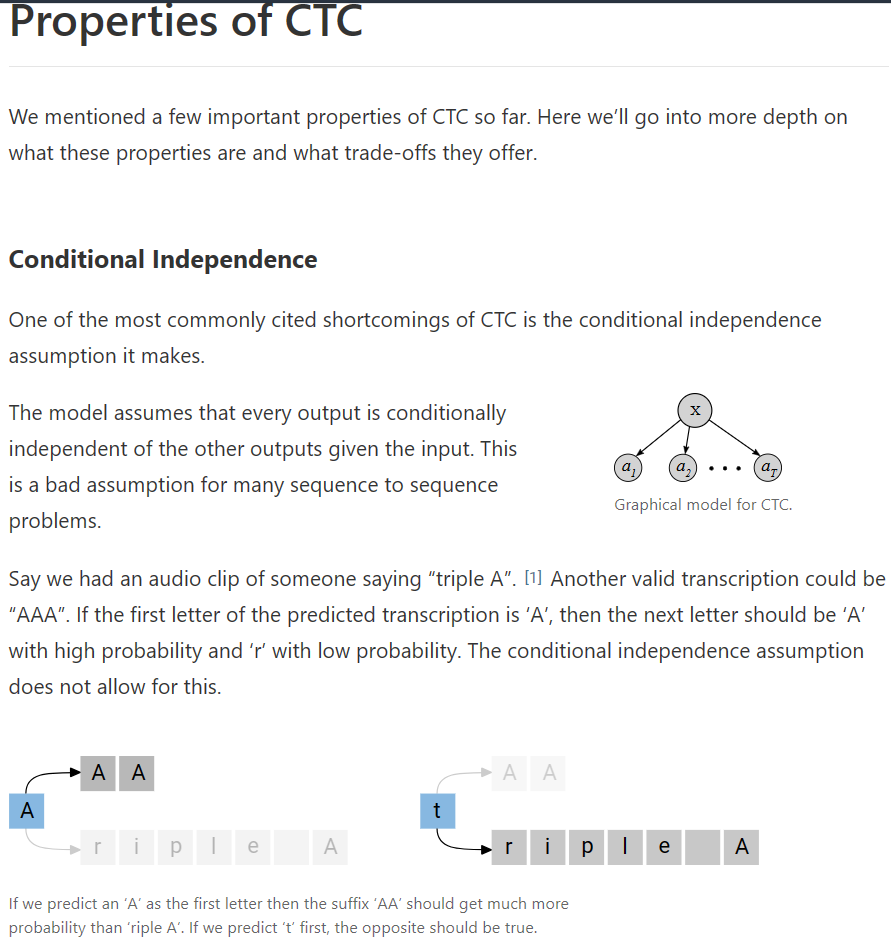 Properties of CTC
We mentioned a few important properties of CTC so far. Here we’ll go into more depth on
what these properties are and what trade-offs they offer.
Conditional Independence
One of the most commonly cited shortcomings of CTC is the conditional independence
assumption it makes.
The model assumes that every output is conditionally
independent of the other outputs given the input. This
is a bad assumption for many sequence to sequence
problems.
x
a₁ a₂ • • • a_T
Graphical model for CTC.
Say we had an audio clip of someone saying “triple A”. [1] Another valid transcription could be
“AAA”. If the first letter of the predicted transcription is ‘A’, then the next letter should be ‘A’
with high probability and ‘r’ with low probability. The conditional independence assumption
does not allow for this.
A A
A
r i p l e A
A A
t
r i p l e A
If we predict an ‘A’ as the first letter then the suffix ‘AA’ should get much more
probability than ‘riple A’. If we predict ‘t’ first, the opposite should be true.